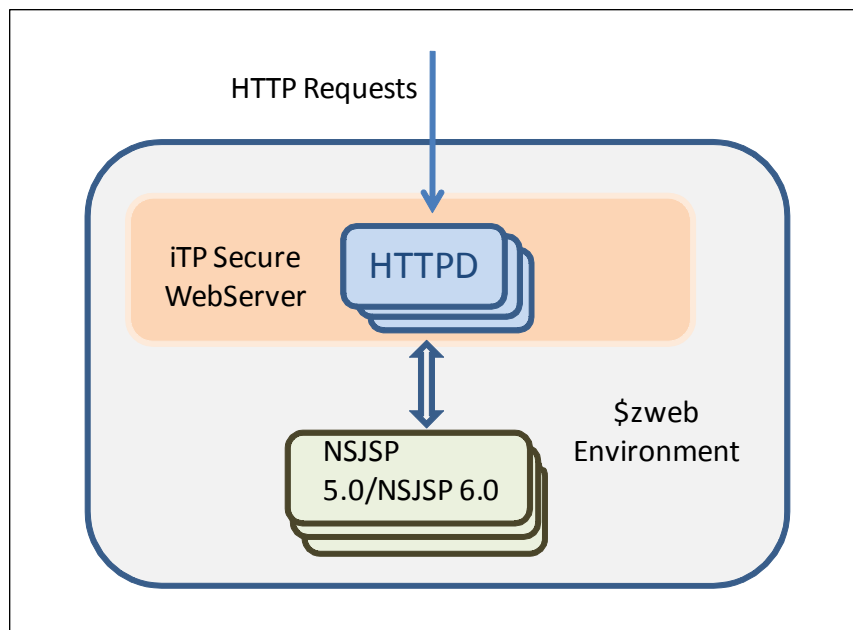 HTTP Requests
iTP Secure
WebServer
HTTPD
$zweb
Environment
NSJSP
5.0/NSJSP 6.0